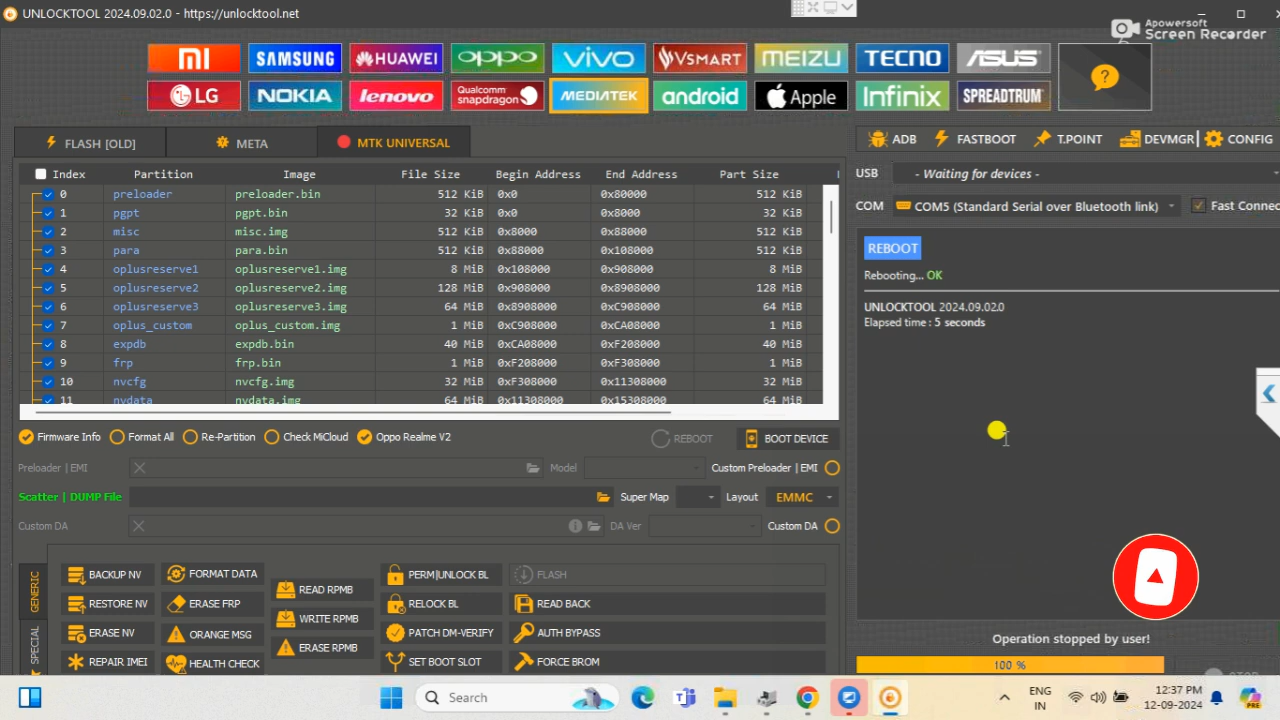 UNLOCKTOOL 2024.09.02.0 - https://unlocktool.net
Apowersoft
Screen Recorder
mi SAMSUNG HUAWEI oppo vivo VSMART MEIZU TECNO ASUS
LG NOKIA lenovo Qualcomm snapdragon MEDIATEK android Apple Infinix SPREADTRUM ?
FLASH [OLD] META MTK UNIVERSAL
ADB FASTBOOT T.POINT DEVMGR CONFIG
Index Partition Image File Size Begin Address End Address Part Size
0 preloader preloader.bin 512 KiB 0x0 0x80000 512 KiB
1 pgpt pgpt.bin 32 KiB 0x0 0x8000 32 KiB
2 misc misc.img 512 KiB 0x8000 0x88000 512 KiB
3 para para.bin 512 KiB 0x88000 0x108000 512 KiB
4 oplusreserve1 oplusreserve1.img 8 MiB 0x108000 0x908000 8 MiB
5 oplusreserve2 oplusreserve2.img 128 MiB 0x908000 0x8908000 128 MiB
6 oplusreserve3 oplusreserve3.img 64 MiB 0x8908000 0xC908000 64 MiB
7 oplus_custom oplus_custom.img 1 MiB 0xC908000 0xCA08000 1 MiB
8 expdb expdb.bin 40 MiB 0xCA08000 0xF208000 40 MiB
9 frp frp.bin 1 MiB 0xF208000 0xF308000 1 MiB
10 nvcfg nvcfg.img 32 MiB 0xF308000 0x11308000 32 MiB
11 nvdata nvdata.img 64 MiB 0x11308000 0x15308000 64 MiB
USB - Waiting for devices -
COM COM5 (Standard Serial over Bluetooth link) Fast Connec
REBOOT
Rebooting... OK
UNLOCKTOOL 2024.09.02.0
Elapsed time : 5 seconds
Firmware Info Format All Re-Partition Check MiCloud Oppo Realme V2 REBOOT BOOT DEVICE
Preloader | EMI Model Custom Preloader | EMI
Scatter | DUMP File Super Map Layout EMMC
Custom DA DA Ver Custom DA
GENERIC
SPECIAL
BACKUP NV FORMAT DATA READ RPMB PERM|UNLOCK BL FLASH
RESTORE NV ERASE FRP WRITE RPMB RELOCK BL READ BACK
ERASE NV ORANGE MSG ERASE RPMB PATCH DM-VERITY AUTH BYPASS
REPAIR IMEI HEALTH CHECK SET BOOT SLOT FORCE BROM
Operation stopped by user!
100 %
STOP
Search
ENG
IN
12:37 PM
12-09-2024
PRE